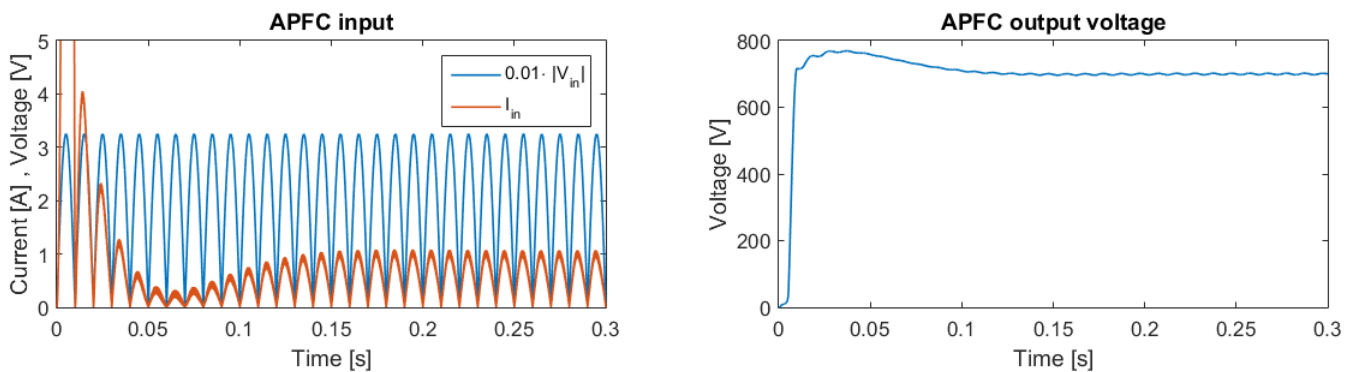 APFC input
Current [A] , Voltage [V]
5
4
3
2
1
0
0.01· |V_in|
I_in
0 0.05 0.1 0.15 0.2 0.25 0.3
Time [s]
APFC output voltage
Voltage [V]
800
600
400
200
0
0 0.05 0.1 0.15 0.2 0.25 0.3
Time [s]